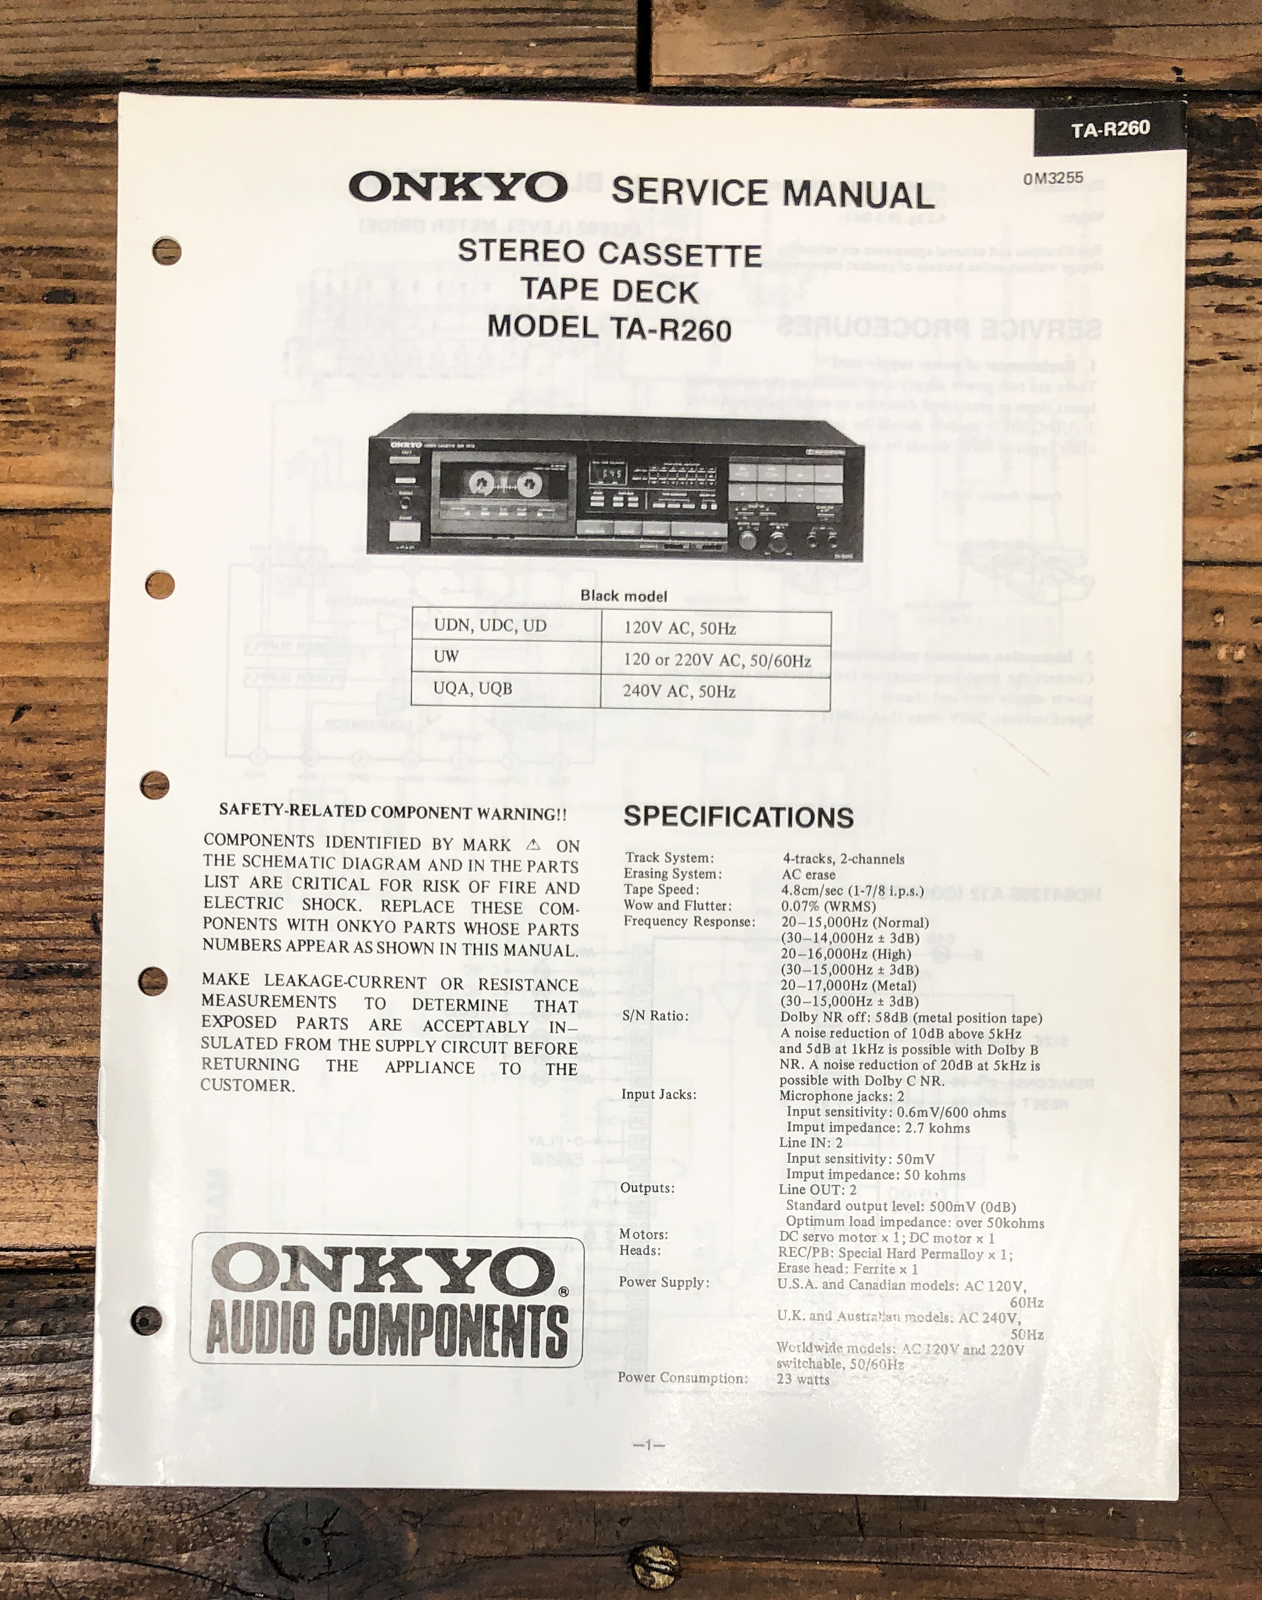 TA-R260
OM3255
ONKYO SERVICE MANUAL
STEREO CASSETTE
TAPE DECK
MODEL TA-R260
ONKYO
Black model
UDN, UDC, UD 120V AC, 50Hz
UW 120 or 220V AC, 50/60Hz
UQA, UQB 240V AC, 50Hz
SAFETY-RELATED COMPONENT WARNING!!
COMPONENTS IDENTIFIED BY MARK ⚠ ON
THE SCHEMATIC DIAGRAM AND IN THE PARTS
LIST ARE CRITICAL FOR RISK OF FIRE AND
ELECTRIC SHOCK. REPLACE THESE COM-
PONENTS WITH ONKYO PARTS WHOSE PARTS
NUMBERS APPEAR AS SHOWN IN THIS MANUAL.
MAKE LEAKAGE-CURRENT OR RESISTANCE
MEASUREMENTS TO DETERMINE THAT
EXPOSED PARTS ARE ACCEPTABLY IN–
SULATED FROM THE SUPPLY CIRCUIT BEFORE
RETURNING THE APPLIANCE TO THE
CUSTOMER.
ONKYO®
AUDIO COMPONENTS
SPECIFICATIONS
Track System: 4-tracks, 2-channels
Erasing System: AC erase
Tape Speed: 4.8cm/sec (1-7/8 i.p.s.)
Wow and Flutter: 0.07% (WRMS)
Frequency Response: 20–15,000Hz (Normal)
(30–14,000Hz ± 3dB)
20–16,000Hz (High)
(30–15,000Hz ± 3dB)
20–17,000Hz (Metal)
(30–15,000Hz ± 3dB)
S/N Ratio: Dolby NR off: 58dB (metal position tape)
A noise reduction of 10dB above 5kHz
and 5dB at 1kHz is possible with Dolby B
NR. A noise reduction of 20dB at 5kHz is
possible with Dolby C NR.
Input Jacks: Microphone jacks: 2
Input sensitivity: 0.6mV/600 ohms
Imput impedance: 2.7 kohms
Line IN: 2
Input sensitivity: 50mV
Imput impedance: 50 kohms
Outputs: Line OUT: 2
Standard output level: 500mV (0dB)
Optimum load impedance: over 50kohms
Motors: DC servo motor x 1; DC motor x 1
Heads: REC/PB: Special Hard Permalloy x 1;
Erase head: Ferrite x 1
Power Supply: U.S.A. and Canadian models: AC 120V,
60Hz
U.K. and Australian models: AC 240V,
50Hz
Worldwide models: AC 120V and 220V
switchable, 50/60Hz
Power Consumption: 23 watts
—1—